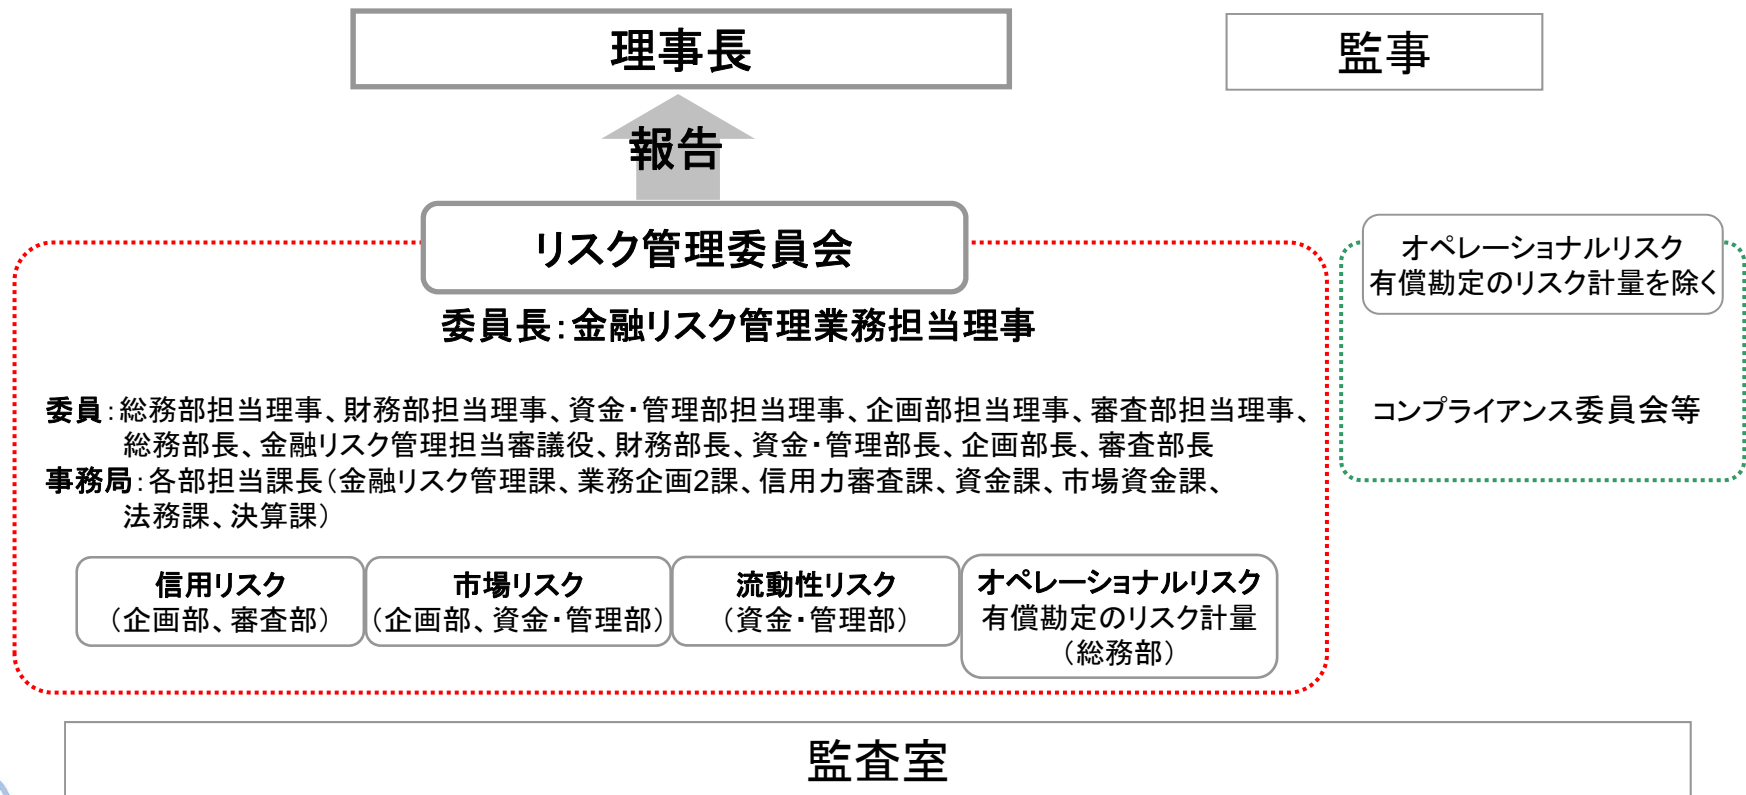 理事長
監事
報告
リスク管理委員会
委員長：金融リスク管理業務担当理事
委員：総務部担当理事、財務部担当理事、資金・管理部担当理事、企画部担当理事、審査部担当理事、
総務部長、金融リスク管理担当審議役、財務部長、資金・管理部長、企画部長、審査部長
事務局：各部担当課長（金融リスク管理課、業務企画2課、信用力審査課、資金課、市場資金課、
法務課、決算課）
信用リスク
（企画部、審査部）
市場リスク
（企画部、資金・管理部）
流動性リスク
（資金・管理部）
オペレーショナルリスク
有償勘定のリスク計量
（総務部）
オペレーショナルリスク
有償勘定のリスク計量を除く
コンプライアンス委員会等
監査室